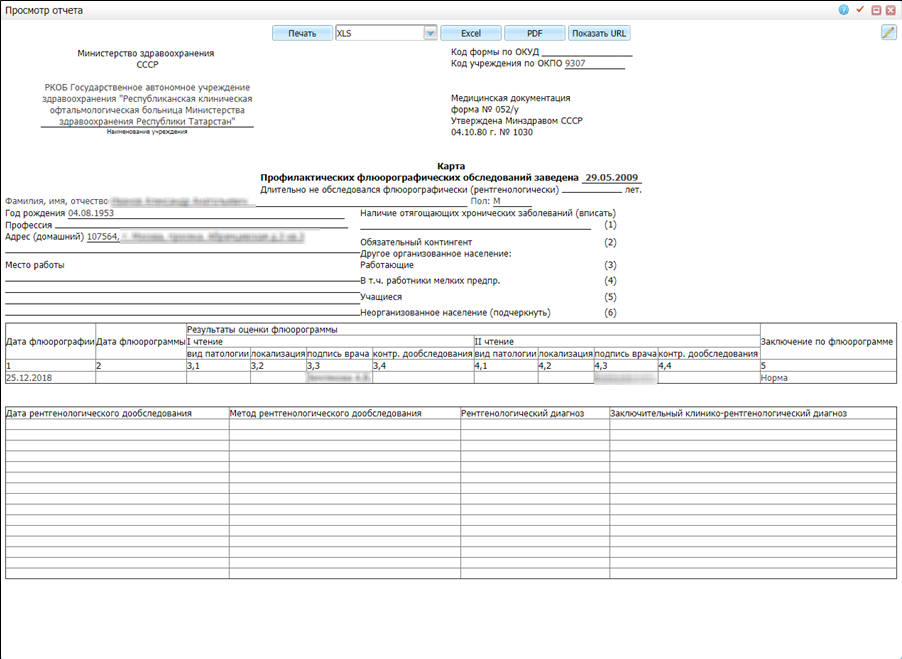 Просмотр отчета
Печать XLS Excel PDF Показать URL
Министерство здравоохранения
СССР
Код формы по ОКУД
Код учреждения по ОКПО 9307
РКОБ Государственное автономное учреждение
здравоохранения "Республиканская клиническая
офтальмологическая больница Министерства
здравоохранения Республики Татарстан"
Наименование учреждения
Медицинская документация
форма № 052/у
Утверждена Минздравом СССР
04.10.80 г. № 1030
Карта
Профилактических флюорографических обследований заведена 29.05.2009
Длительно не обследовался флюорографически (рентгенологически) лет.
Фамилия, имя, отчество Пол: М
Год рождения 04.08.1953
Профессия
Адрес (домашний) 107564,
Место работы
Наличие отягощающих хронических заболеваний (вписать)
(1)
Обязательный контингент (2)
Другое организованное население:
Работающие (3)
В т.ч. работники мелких предпр. (4)
Учащиеся (5)
Неорганизованное население (подчеркнуть) (6)
Дата флюорографии Дата флюорограммы Результаты оценки флюорограммы Заключение по флюорограмме
I чтение II чтение
вид патологии локализация подпись врача контр. дообследования вид патологии локализация подпись врача контр. дообследования
1 2 3,1 3,2 3,3 3,4 4,1 4,2 4,3 4,4 5
25.12.2018 Норма
Дата рентгенологического дообследования Метод рентгенологического дообследования Рентгенологический диагноз Заключительный клинико-рентгенологический диагноз